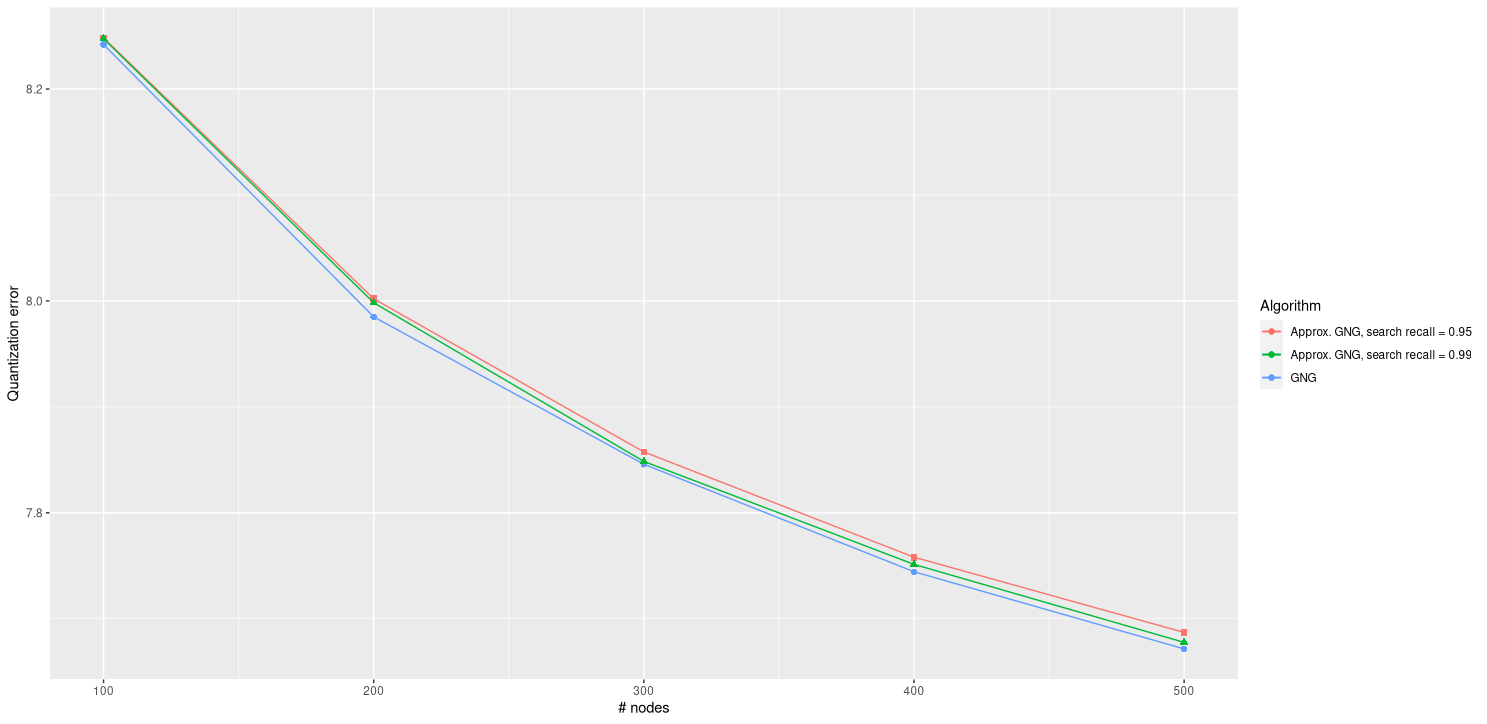 8.2
8.0
7.8
Quantization error
100
200
300
400
500
# nodes
Algorithm
Approx. GNG, search recall = 0.95
Approx. GNG, search recall = 0.99
GNG